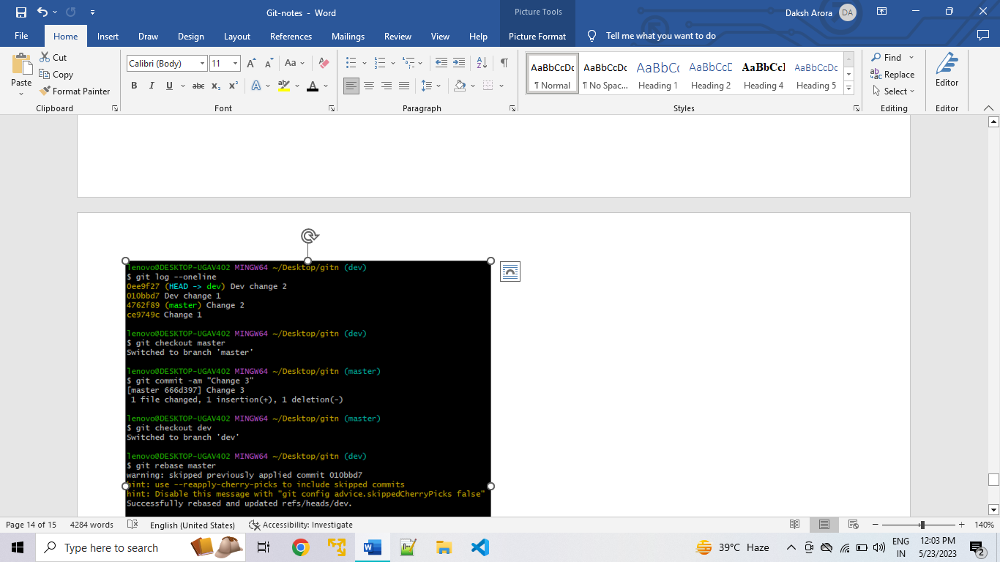 Git-notes - Word
Picture Tools
Daksh Arora
DA
File
Home
Insert
Draw
Design
Layout
References
Mailings
Review
View
Help
Picture Format
Tell me what you want to do
Paste
Cut
Copy
Format Painter
Clipboard
Calibri (Body)
11
Aa
B I U abc x₂ x²
A
A
Font
Paragraph
AaBbCcDc
¶ Normal
AaBbCcDc
¶ No Spac...
AaBbCc
Heading 1
AaBbCcD
Heading 2
AaBbCcI
Heading 4
AaBbCcDc
Heading 5
Styles
Find
Replace
Select
Editing
Editor
Editor
lenovo@DESKTOP-UGAV402 MINGW64 ~/Desktop/gitn (dev)
$ git log --oneline
0ee9f27 (HEAD -> dev) Dev change 2
010bbd7 Dev change 1
4762f89 (master) Change 2
ce9749c Change 1
lenovo@DESKTOP-UGAV402 MINGW64 ~/Desktop/gitn (dev)
$ git checkout master
Switched to branch 'master'
lenovo@DESKTOP-UGAV402 MINGW64 ~/Desktop/gitn (master)
$ git commit -am "Change 3"
[master 666d397] Change 3
1 file changed, 1 insertion(+), 1 deletion(-)
lenovo@DESKTOP-UGAV402 MINGW64 ~/Desktop/gitn (master)
$ git checkout dev
Switched to branch 'dev'
lenovo@DESKTOP-UGAV402 MINGW64 ~/Desktop/gitn (dev)
$ git rebase master
warning: skipped previously applied commit 010bbd7
hint: use --reapply-cherry-picks to include skipped commits
hint: Disable this message with "git config advice.skippedCherryPicks false"
Successfully rebased and updated refs/heads/dev.
Page 14 of 15
4284 words
English (United States)
Accessibility: Investigate
140%
Type here to search
39°C Haze
ENG
IN
12:03 PM
5/23/2023
2